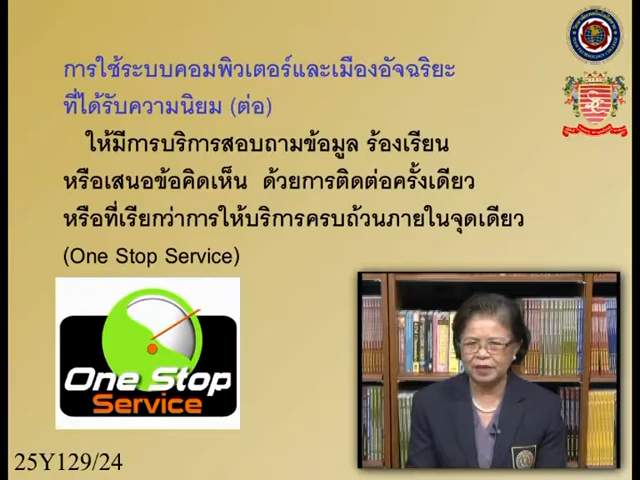 การใช้ระบบคอมพิวเตอร์และเมืองอัจฉริยะ
ที่ได้รับความนิยม (ต่อ)
ให้มีการบริการสอบถามข้อมูล ร้องเรียน
หรือเสนอข้อคิดเห็น ด้วยการติดต่อครั้งเดียว
หรือที่เรียกว่าการให้บริการครบถ้วนภายในจุดเดียว
(One Stop Service)
One Stop
Service
25Y129/24